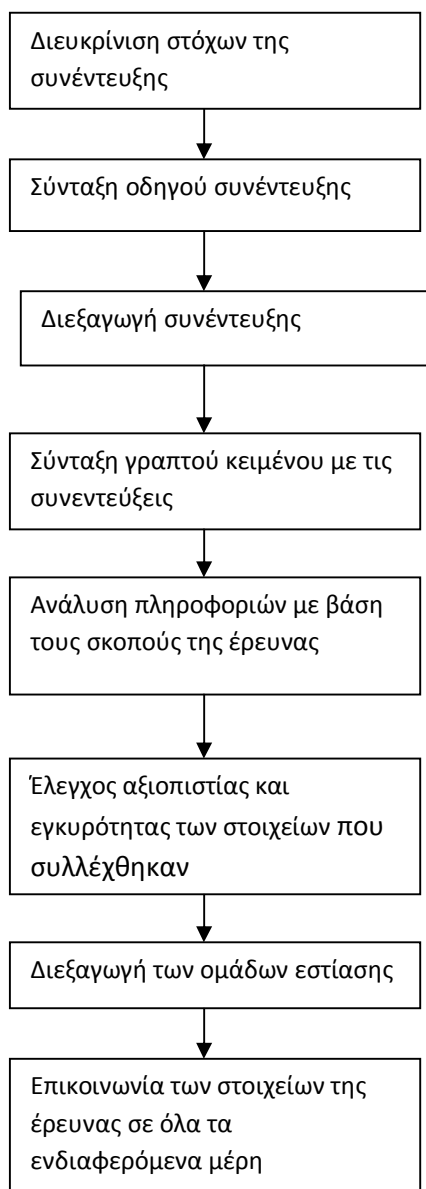 Διευκρίνιση στόχων της
συνέντευξης
Σύνταξη οδηγού συνέντευξης
Διεξαγωγή συνέντευξης
Σύνταξη γραπτού κειμένου με τις
συνεντεύξεις
Ανάλυση πληροφοριών με βάση
τους σκοπούς της έρευνας
Έλεγχος αξιοπιστίας και
εγκυρότητας των στοιχείων που
συλλέχθηκαν
Διεξαγωγή των ομάδων εστίασης
Επικοινωνία των στοιχείων της
έρευνας σε όλα τα
ενδιαφερόμενα μέρη